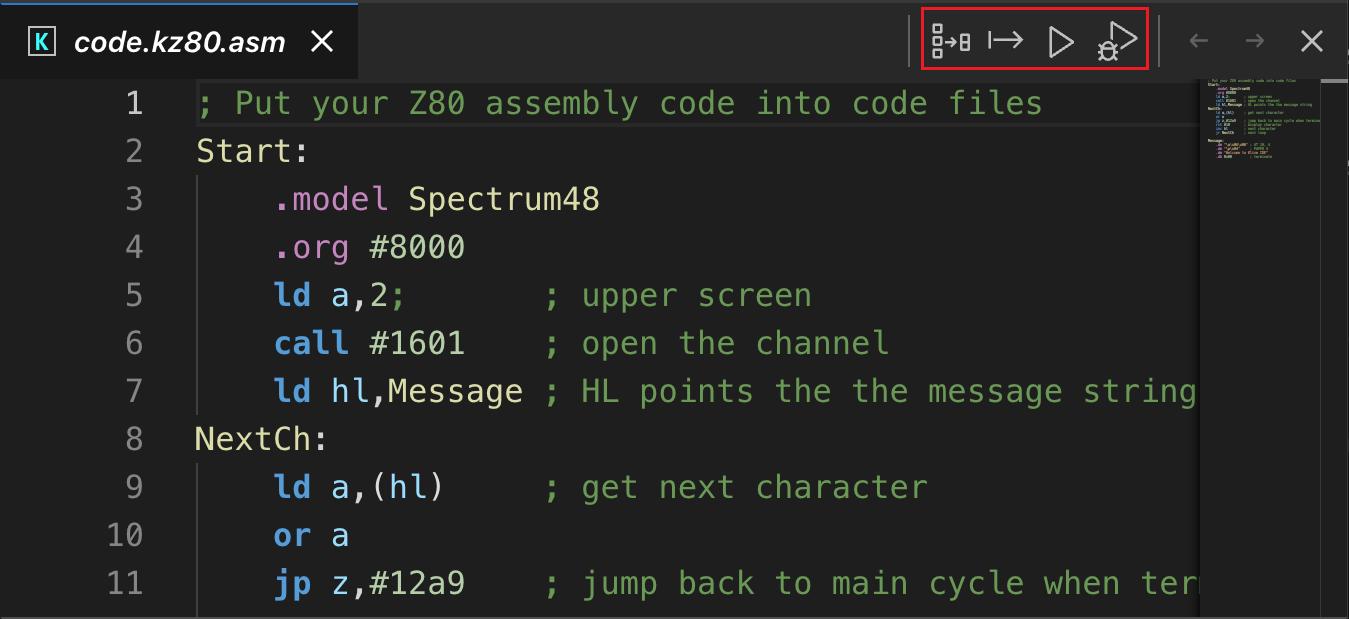 K code.kz80.asm
1 ; Put your Z80 assembly code into code files
2 Start:
3 .model Spectrum48
4 .org #8000
5 ld a,2; ; upper screen
6 call #1601 ; open the channel
7 ld hl,Message ; HL points the the message string
8 NextCh:
9 ld a,(hl) ; get next character
10 or a
11 jp z,#12a9 ; jump back to main cycle when ter